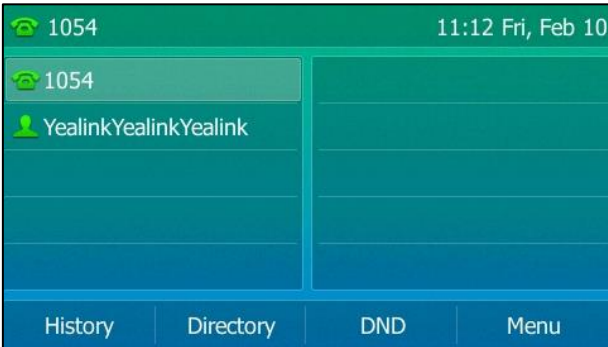 1054 11:12 Fri, Feb 10
1054
YealinkYealinkYealink
History Directory DND Menu